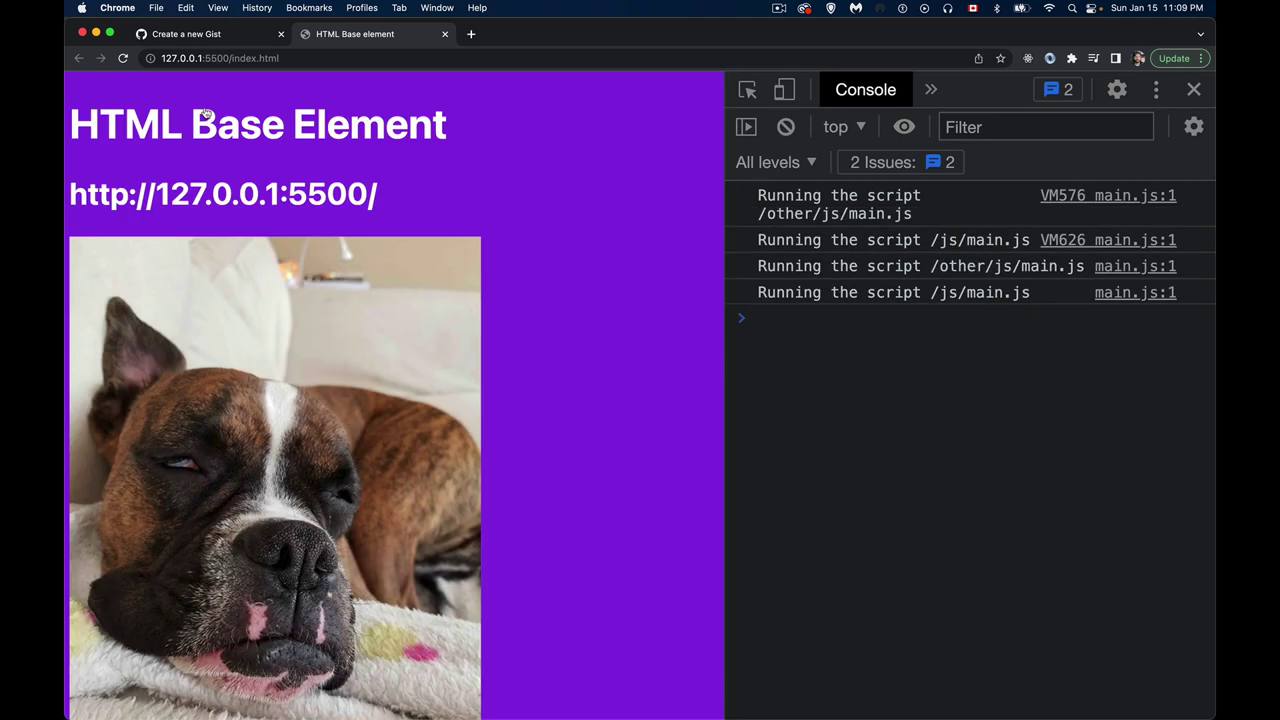 Chrome File Edit View History Bookmarks Profiles Tab Window Help Sun Jan 15 11:09 PM
Create a new Gist HTML Base element
127.0.0.1:5500/index.html Update
HTML Base Element
http://127.0.0.1:5500/
Console 2
top Filter
All levels 2 Issues: 2
Running the script VM576 main.js:1
/other/js/main.js
Running the script /js/main.js VM626 main.js:1
Running the script /other/js/main.js main.js:1
Running the script /js/main.js main.js:1